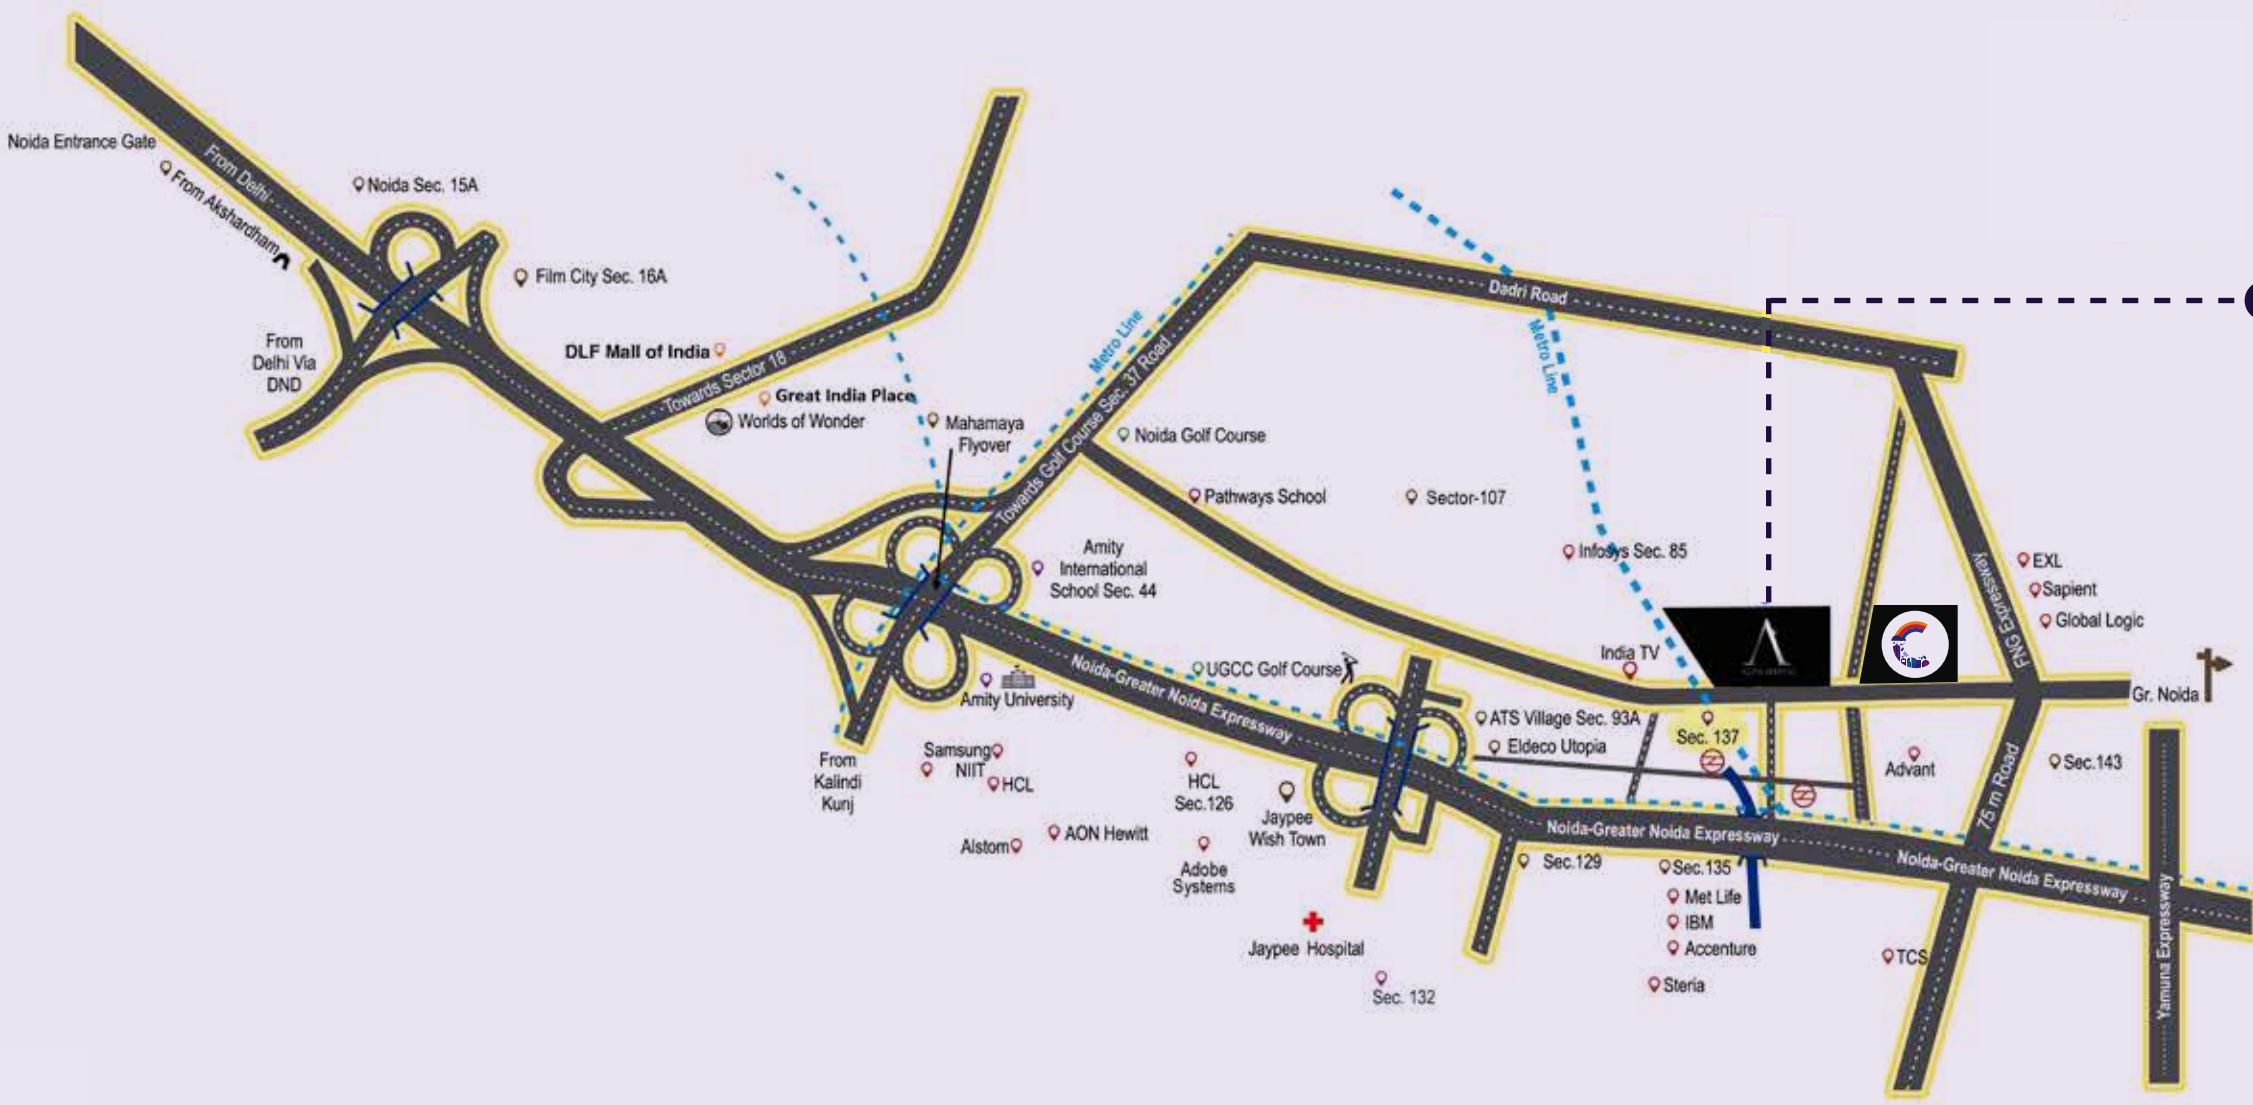 Noida Entrance Gate
From Delhi
From Akshardham
Noida Sec. 15A
Film City Sec. 16A
From
Delhi Via
DND
DLF Mall of India
Towards Sector 18
Great India Place
Worlds of Wonder
Mahamaya
Flyover
Metro Line
Towards Golf Course Sec. 37 Road
Dadri Road
Metro Line
Noida Golf Course
Pathways School
Sector-107
Infosys Sec. 85
Amity
International
School Sec. 44
FNG Expressway
EXL
Sapient
Global Logic
India TV
UGCC Golf Course
Amity University
Noida-Greater Noida Expressway
Gr. Noida
ATS Village Sec. 93A
Eldeco Utopia
Sec. 137
Samsung
NIIT
HCL
From
Kalindi
Kunj
HCL
Sec.126
Jaypee
Wish Town
Advant
75 m Road
Sec.143
Alstom
AON Hewitt
Adobe
Systems
Noida-Greater Noida Expressway
Noida-Greater Noida Expressway
Sec.129
Sec.135
Met Life
IBM
Accenture
Steria
Jaypee Hospital
Sec. 132
TCS
Yamuna Expressway